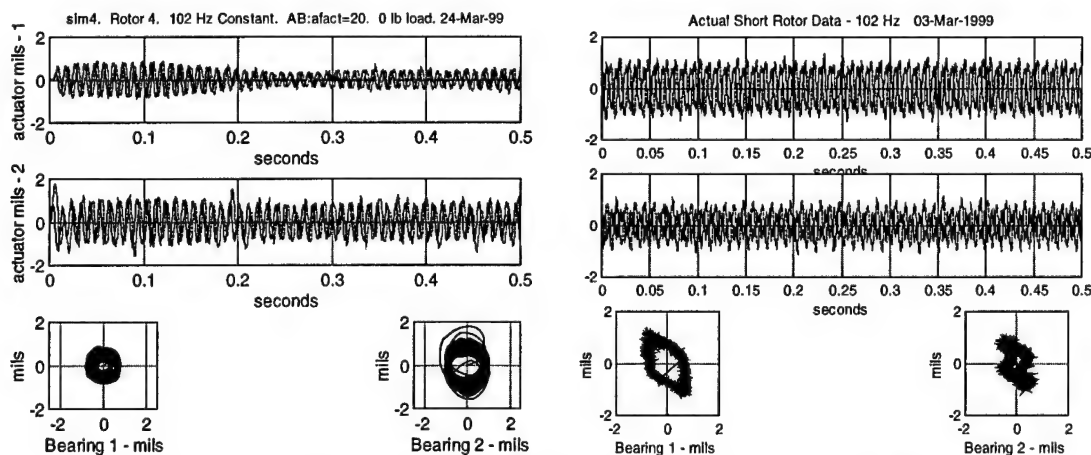 slm4. Rotor 4. 102 Hz Constant. AB:afact=20. 0 lb load. 24-Mar-99
actuator mils - 1
2
0
-2
0 0.1 0.2 0.3 0.4 0.5
seconds
actuator mils - 2
2
0
-2
0 0.1 0.2 0.3 0.4 0.5
seconds
mils
2
0
-2
-2 0 2
Bearing 1 - mils
2
0
-2
-2 0 2
Bearing 2 - mils
Actual Short Rotor Data - 102 Hz 03-Mar-1999
2
0
-2
0 0.05 0.1 0.15 0.2 0.25 0.3 0.35 0.4 0.45 0.5
seconds
2
0
-2
0 0.05 0.1 0.15 0.2 0.25 0.3 0.35 0.4 0.45 0.5
seconds
mils
2
0
-2
-2 0 2
Bearing 1 - mils
mils
2
0
-2
-2 0 2
Bearing 2 - mils